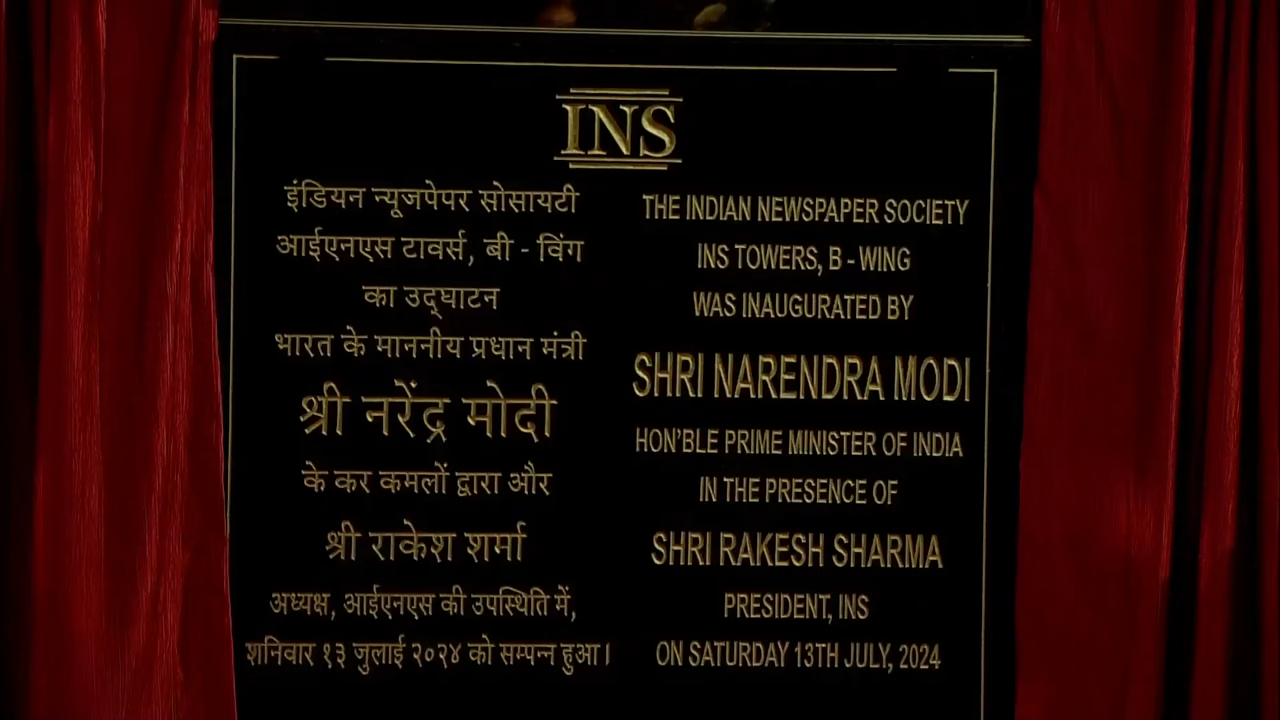 INS
इंडियन न्यूजपेपर सोसायटी
आईएनएस टावर्स, बी - विंग
का उद्घाटन
भारत के माननीय प्रधान मंत्री
श्री नरेंद्र मोदी
के कर कमलों द्वारा और
श्री राकेश शर्मा
अध्यक्ष, आईएनएस की उपस्थिति में,
शनिवार १३ जुलाई २०२४ को सम्पन्न हुआ।
THE INDIAN NEWSPAPER SOCIETY
INS TOWERS, B - WING
WAS INAUGURATED BY
SHRI NARENDRA MODI
HON'BLE PRIME MINISTER OF INDIA
IN THE PRESENCE OF
SHRI RAKESH SHARMA
PRESIDENT, INS
ON SATURDAY 13TH JULY, 2024